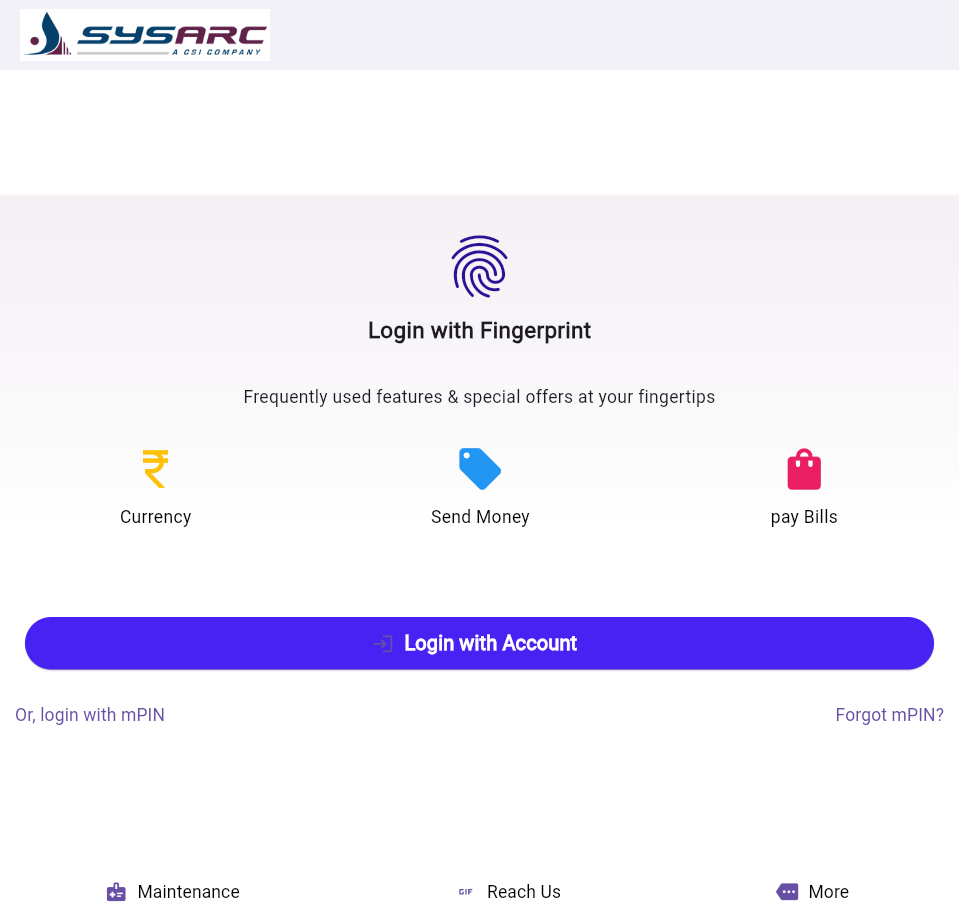 SYSARC
A CSI COMPANY
Login with Fingerprint
Frequently used features & special offers at your fingertips
Currency
Send Money
pay Bills
Login with Account
Or, login with mPIN
Forgot mPIN?
Maintenance
GIF
Reach Us
More